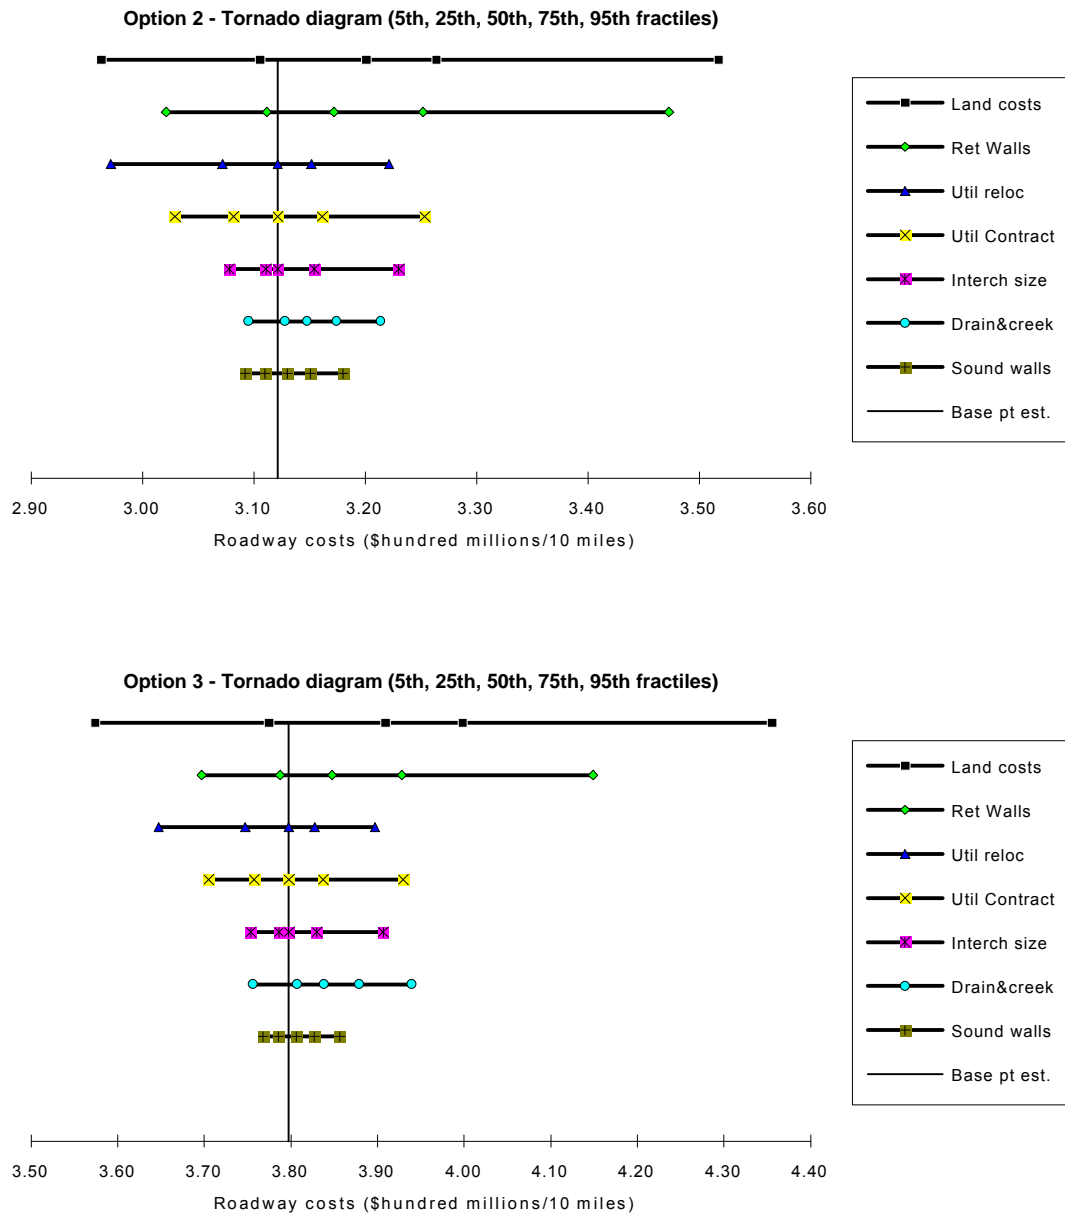 Option 2 - Tornado diagram (5th, 25th, 50th, 75th, 95th fractiles)
Land costs
Ret Walls
Util reloc
Util Contract
Interch size
Drain&creek
Sound walls
Base pt est.
2.90 3.00 3.10 3.20 3.30 3.40 3.50 3.60
Roadway costs ($hundred millions/10 miles)
Option 3 - Tornado diagram (5th, 25th, 50th, 75th, 95th fractiles)
Land costs
Ret Walls
Util reloc
Util Contract
Interch size
Drain&creek
Sound walls
Base pt est.
3.50 3.60 3.70 3.80 3.90 4.00 4.10 4.20 4.30 4.40
Roadway costs ($hundred millions/10 miles)